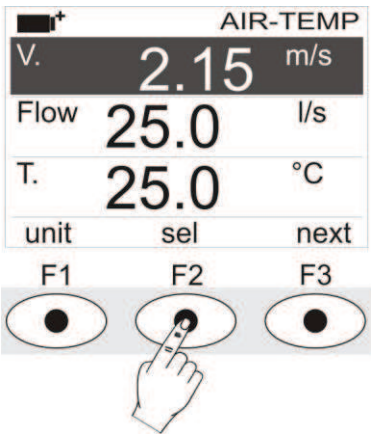 AIR-TEMP
V. 2.15 m/s
Flow 25.0 l/s
T. 25.0 °C
unit sel next
F1 F2 F3